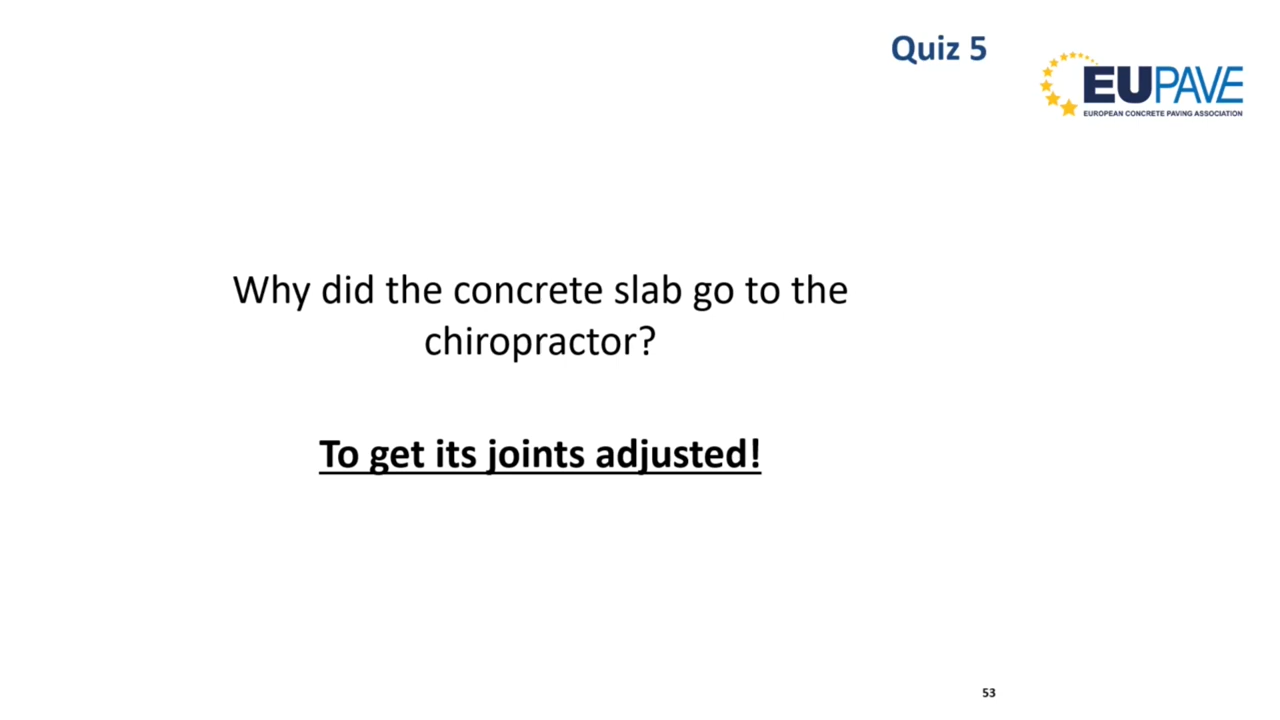 Quiz 5
EUPAVE
EUROPEAN CONCRETE PAVING ASSOCIATION
Why did the concrete slab go to the
chiropractor?
To get its joints adjusted!
53